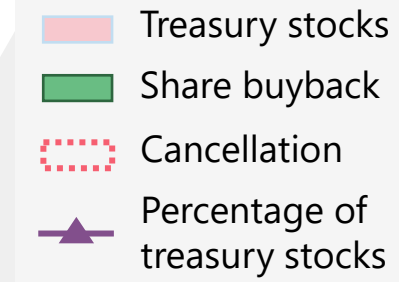 Treasury stocks
Share buyback
Cancellation
Percentage of
treasury stocks